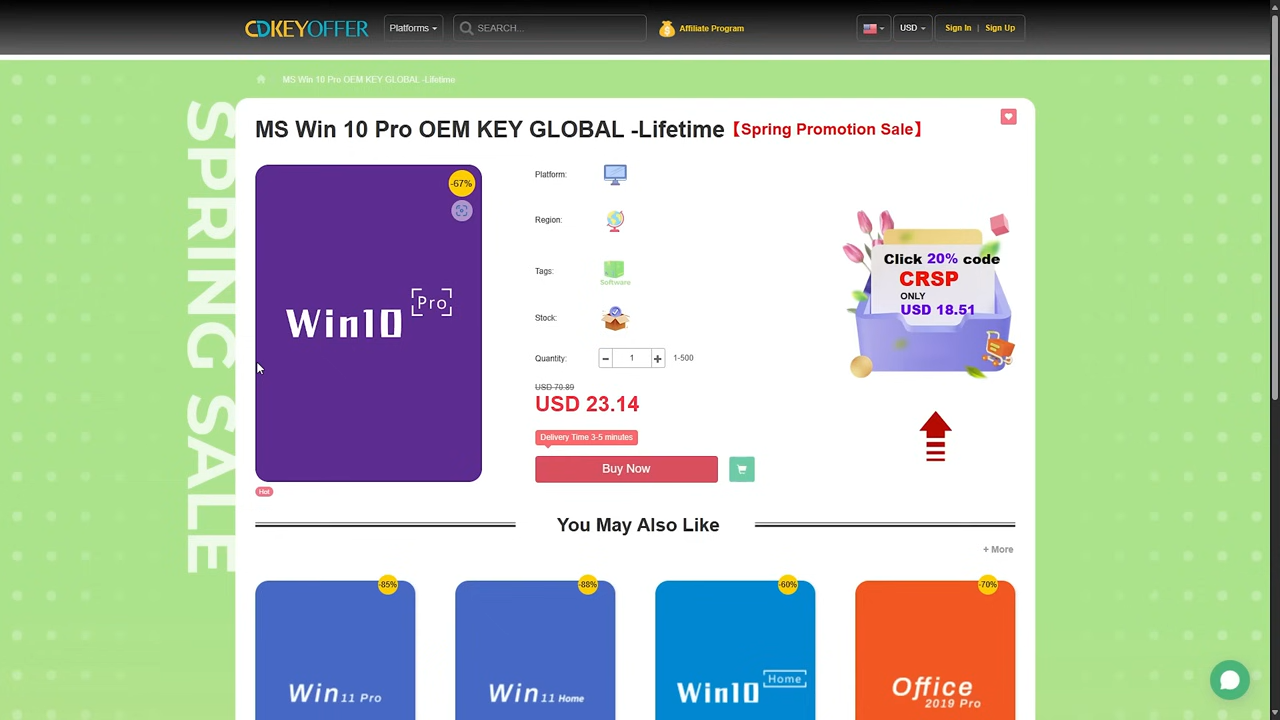 CDKEYOFFER
Platforms
SEARCH...
Affiliate Program
USD
Sign In | Sign Up
MS Win 10 Pro OEM KEY GLOBAL -Lifetime
SPRING SALE
MS Win 10 Pro OEM KEY GLOBAL -Lifetime【Spring Promotion Sale】
-67%
Win10 Pro
Hot
Platform:
Region:
Tags:
Software
Stock:
Quantity:
1
1-500
USD 70.89
USD 23.14
Delivery Time 3-5 minutes
Buy Now
Click 20% code
CRSP
ONLY
USD 18.51
You May Also Like
+ More
-85%
Win 11 Pro
-88%
Win 11 Home
-60%
Win10 Home
-70%
Office
2019 Pro